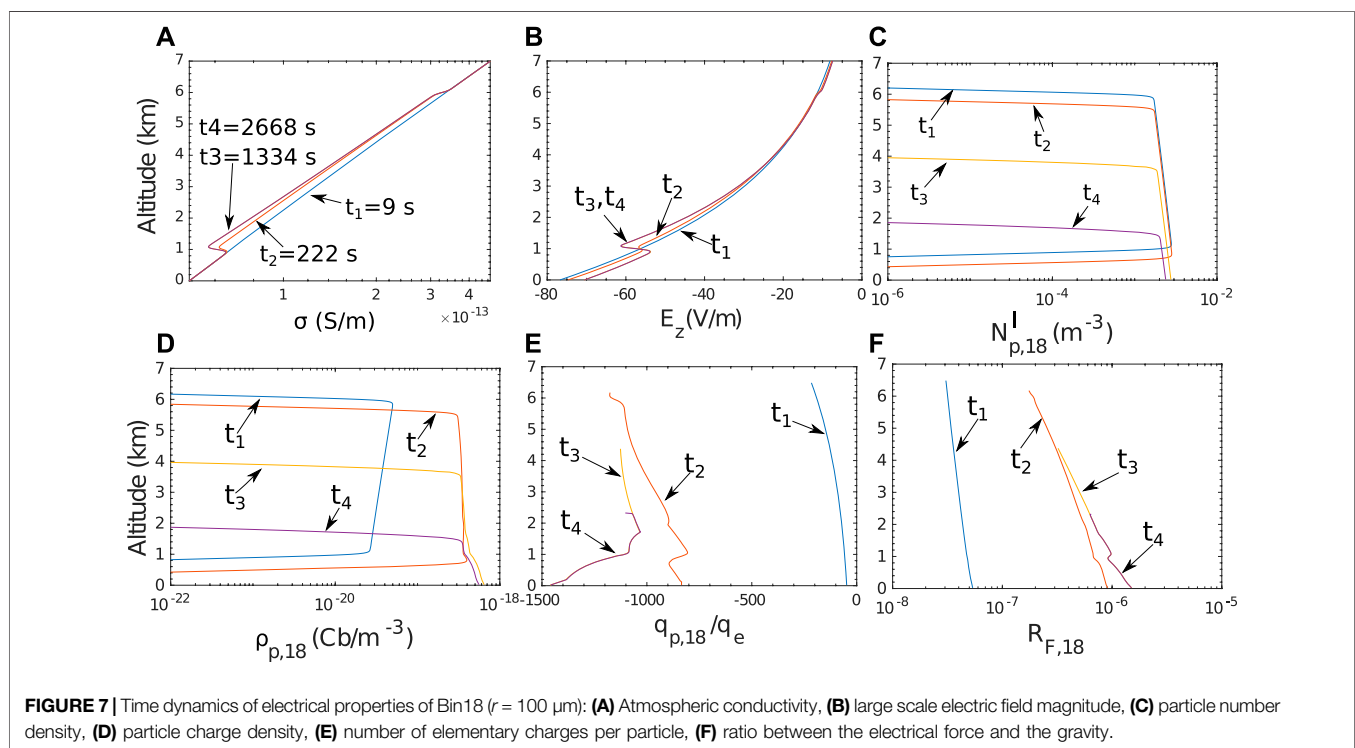 A
B
C
7
6
5
4
3
2
1
0
Altitude (km)
t4=2668 s
t3=1334 s
t₁=9 s
t₂=222 s
1
2
3
4
×10⁻¹³
σ (S/m)
7
6
5
4
3
2
1
0
t₃,t₄
t₂
t₁
-80
-60
-40
-20
0
E_z(V/m)
7
6
5
4
3
2
1
0
t₁
t₂
t₃
t₄
10⁻⁶
10⁻⁴
10⁻²
N^I_p,18 (m⁻³)
D
E
F
7
6
5
4
3
2
1
0
Altitude (km)
t₁
t₂
t₃
t₄
10⁻²²
10⁻²⁰
10⁻¹⁸
ρ_p,18 (Cb/m⁻³)
7
6
5
4
3
2
1
0
t₁
t₃
t₂
t₄
-1500
-1000
-500
0
q_p,18/q_e
7
6
5
4
3
2
1
0
t₁
t₂
t₃
t₄
10⁻⁸
10⁻⁷
10⁻⁶
10⁻⁵
R_F,18
FIGURE 7 | Time dynamics of electrical properties of Bin18 (r = 100 μm): (A) Atmospheric conductivity, (B) large scale electric field magnitude, (C) particle number
density, (D) particle charge density, (E) number of elementary charges per particle, (F) ratio between the electrical force and the gravity.